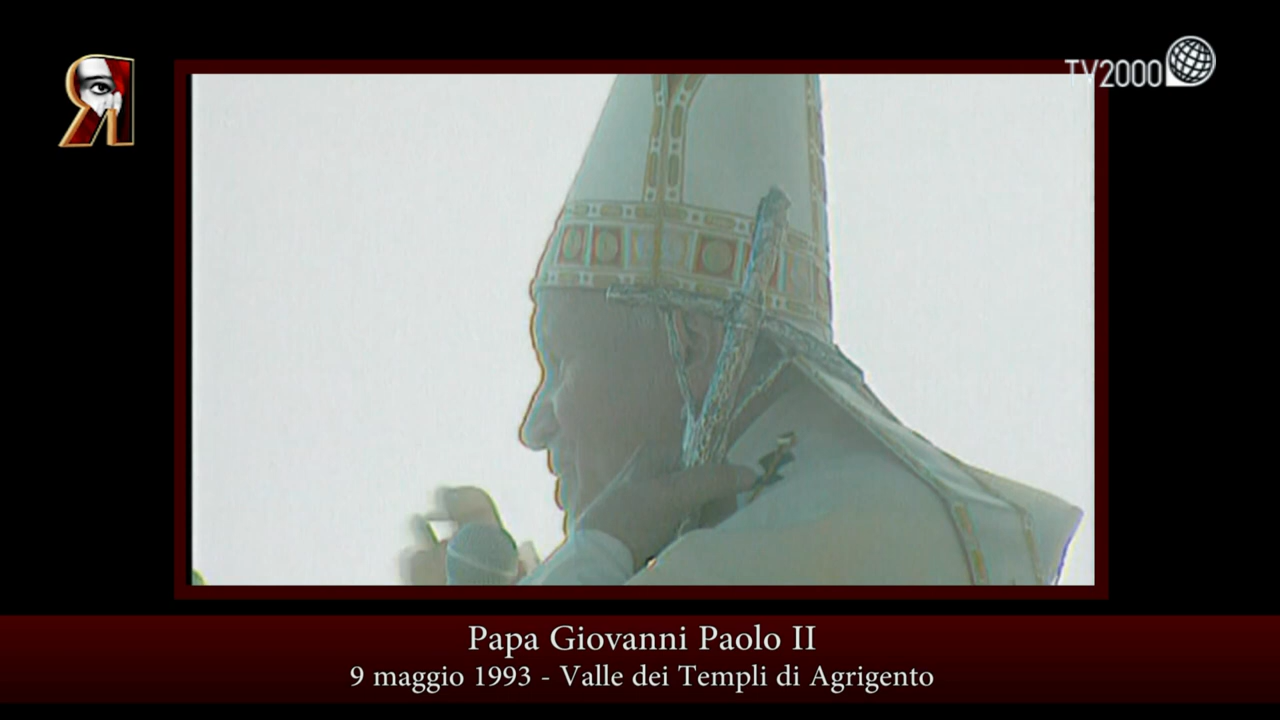 TV2000
Papa Giovanni Paolo II
9 maggio 1993 - Valle dei Templi di Agrigento